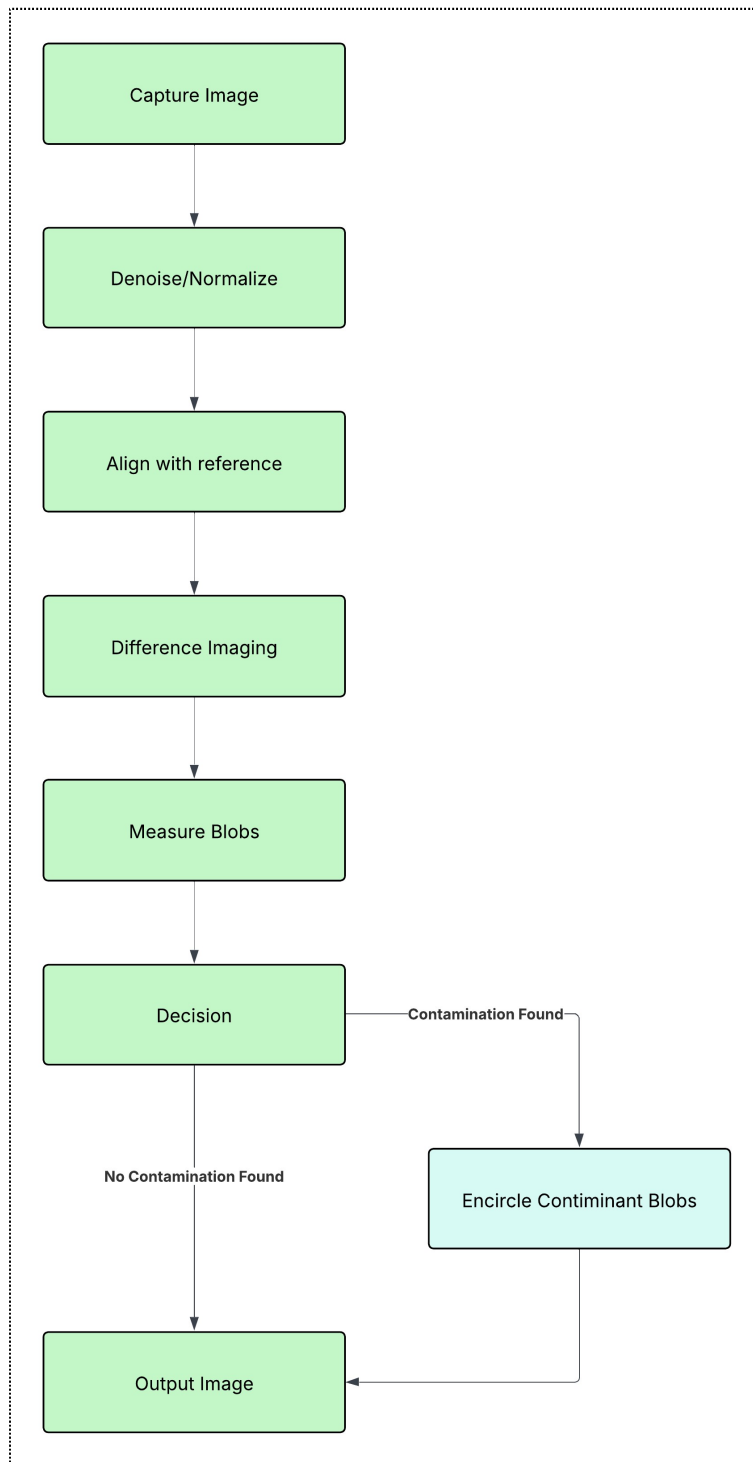 Capture Image
Denoise/Normalize
Align with reference
Difference Imaging
Measure Blobs
Decision
Contamination Found
No Contamination Found
Encircle Contiminant Blobs
Output Image